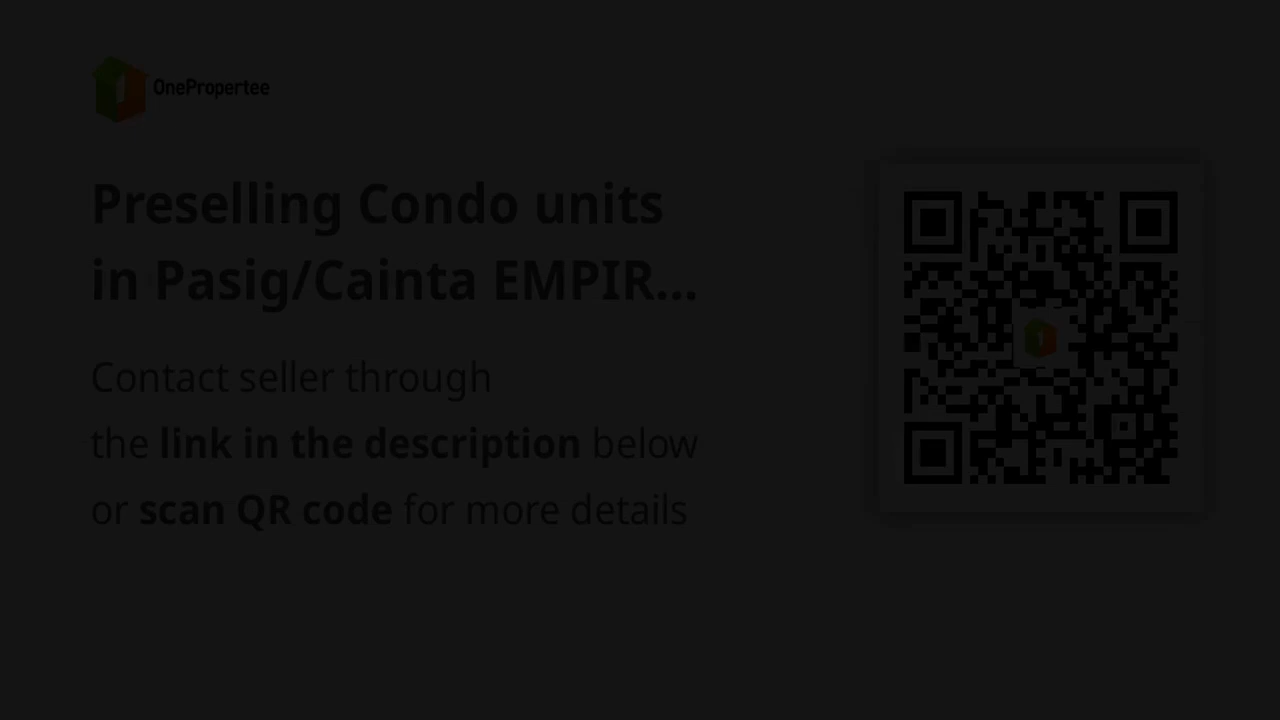 OnePropertee
Preselling Condo units
in Pasig/Cainta EMPIR...
Contact seller through
the link in the description below
or scan QR code for more details